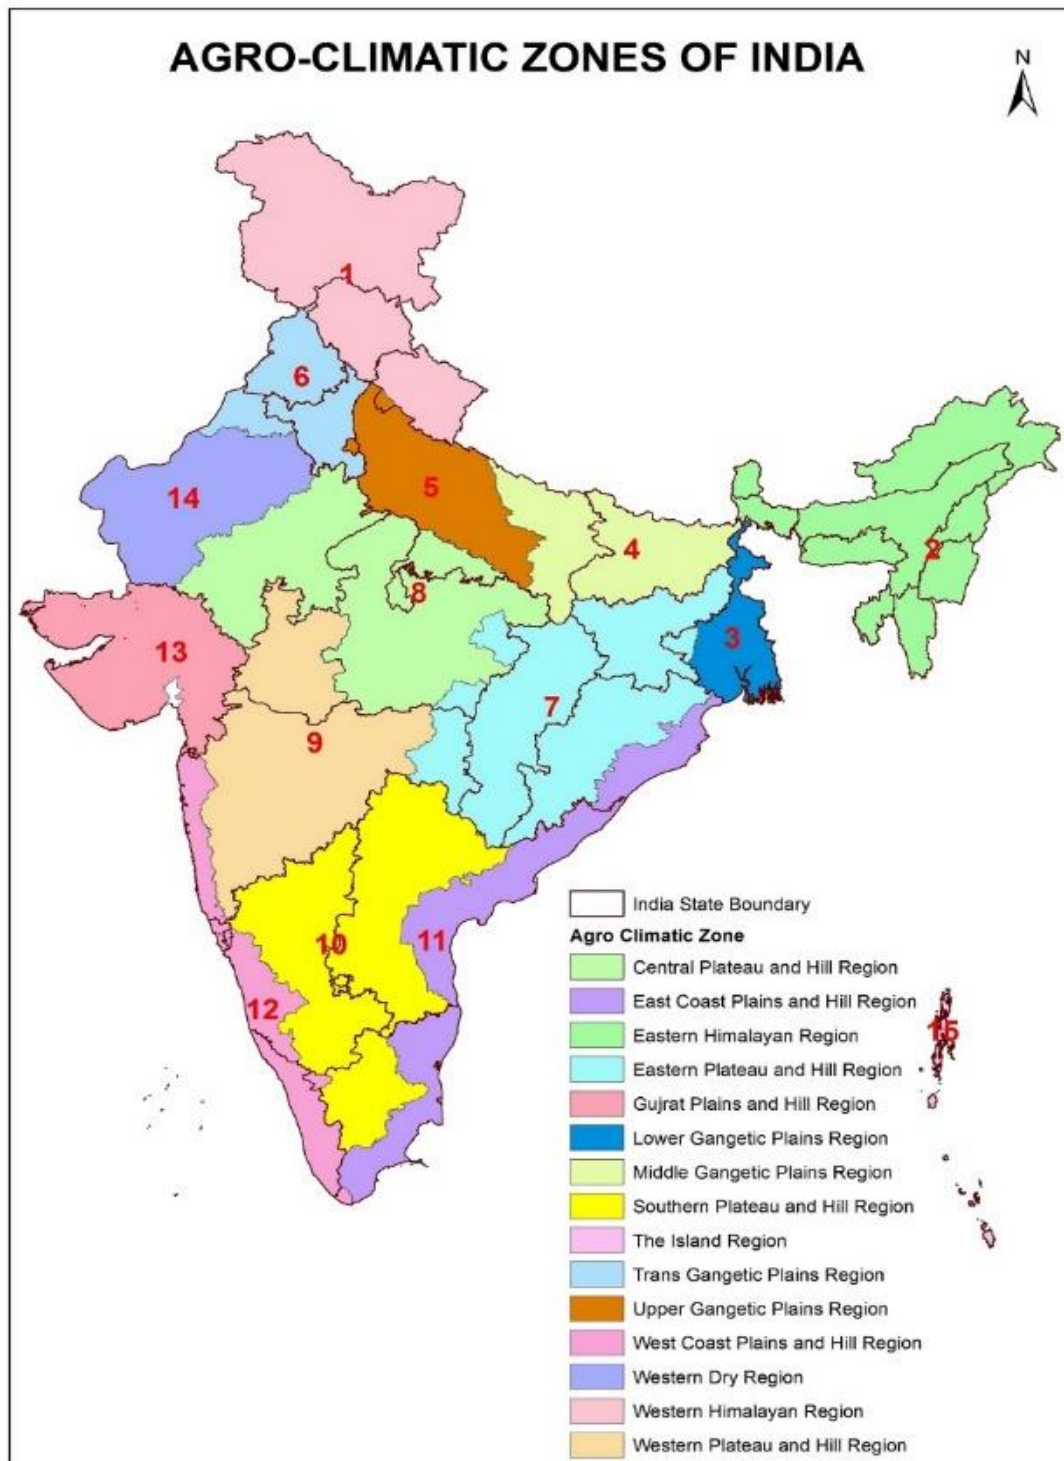 AGRO-CLIMATIC ZONES OF INDIA
N
1
6
5
14
4
2
8
3
13
7
9
11
10
12
15
India State Boundary
Agro Climatic Zone
Central Plateau and Hill Region
East Coast Plains and Hill Region
Eastern Himalayan Region
Eastern Plateau and Hill Region
Gujrat Plains and Hill Region
Lower Gangetic Plains Region
Middle Gangetic Plains Region
Southern Plateau and Hill Region
The Island Region
Trans Gangetic Plains Region
Upper Gangetic Plains Region
West Coast Plains and Hill Region
Western Dry Region
Western Himalayan Region
Western Plateau and Hill Region